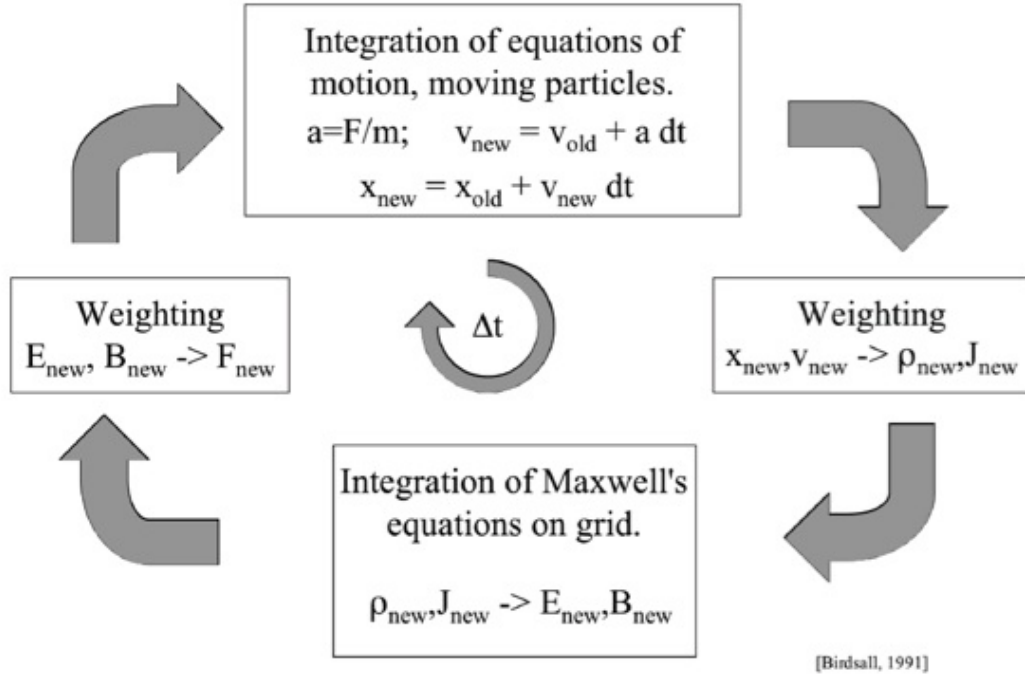 Integration of equations of
motion, moving particles.
a=F/m; v_new = v_old + a dt
x_new = x_old + v_new dt
Weighting
E_new, B_new -> F_new
Δt
Weighting
x_new,v_new -> ρ_new,J_new
Integration of Maxwell's
equations on grid.
ρ_new,J_new -> E_new,B_new
[Birdsall, 1991]